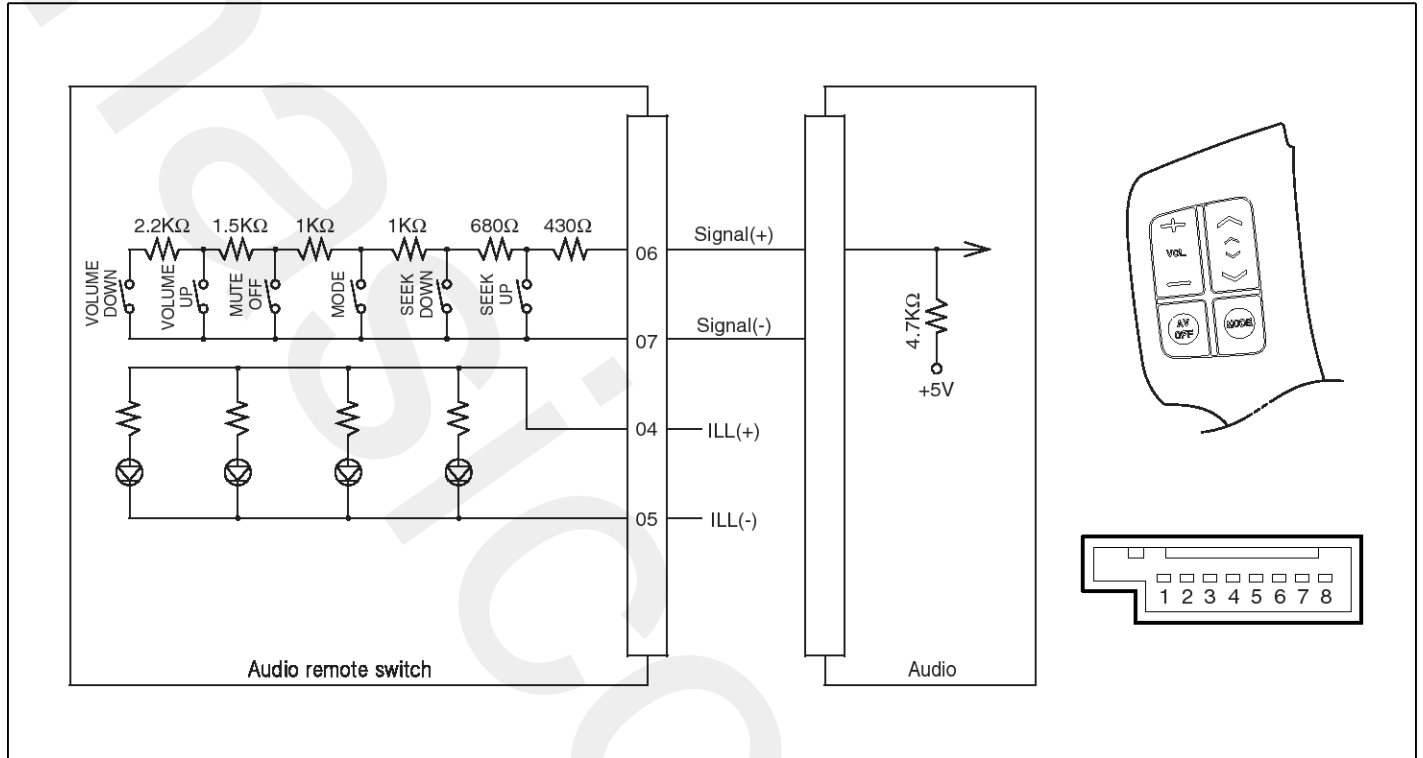 2.2KΩ 1.5KΩ 1KΩ 1KΩ 680Ω 430Ω
VOLUME
DOWN
VOLUME
UP
MUTE
OFF
MODE
SEEK
DOWN
SEEK
UP
06
07
04
05
Signal(+)
Signal(-)
ILL(+)
ILL(-)
4.7KΩ
+5V
Audio remote switch
Audio
VOL
AV
OFF
MODE
1 2 3 4 5 6 7 8